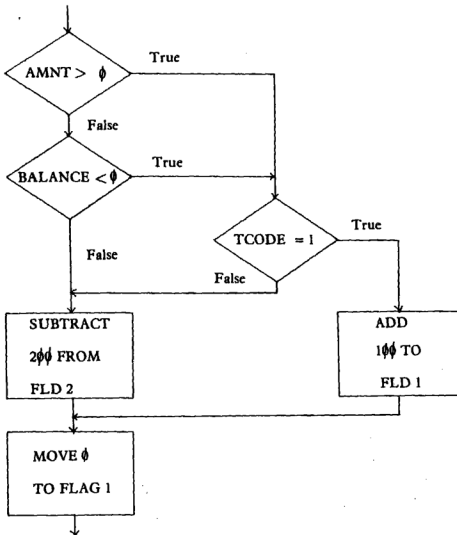 True
AMNT > ϕ
False
BALANCE < ϕ
True
TCODE = 1
True
False
False
SUBTRACT
2ϕϕ FROM
FLD 2
ADD
1ϕϕ TO
FLD 1
MOVE ϕ
TO FLAG 1